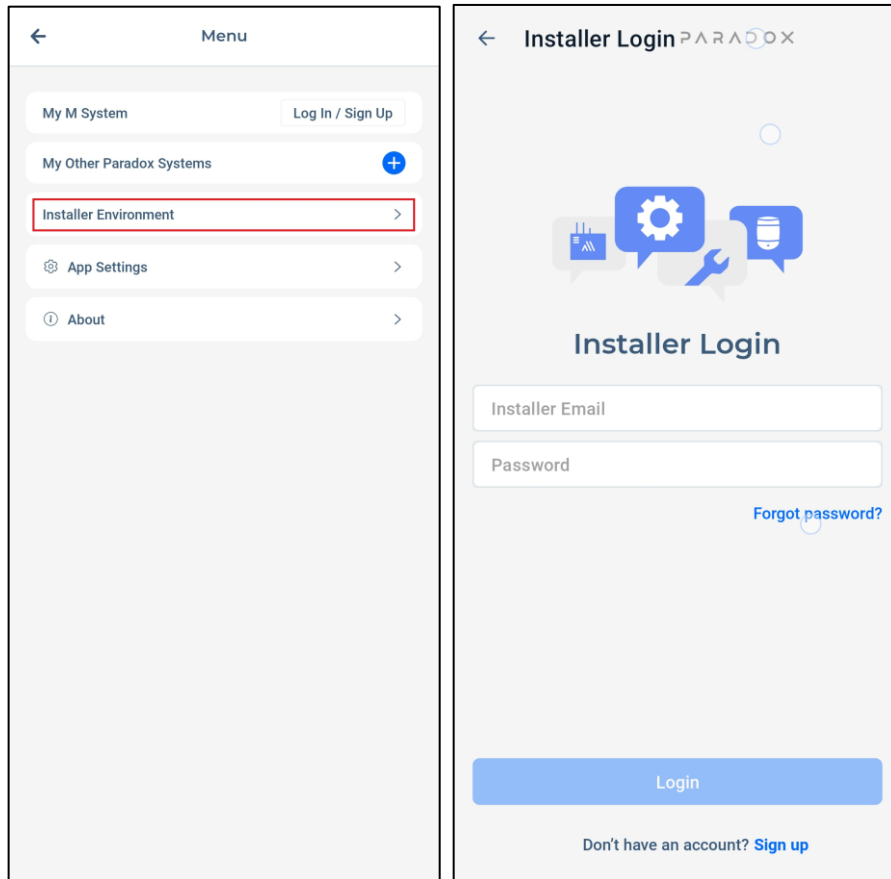 Menu
My M System
Log In / Sign Up
My Other Paradox Systems
Installer Environment
App Settings
About
Installer Login PARADOX
Installer Login
Installer Email
Password
Forgot password?
Login
Don't have an account? Sign up